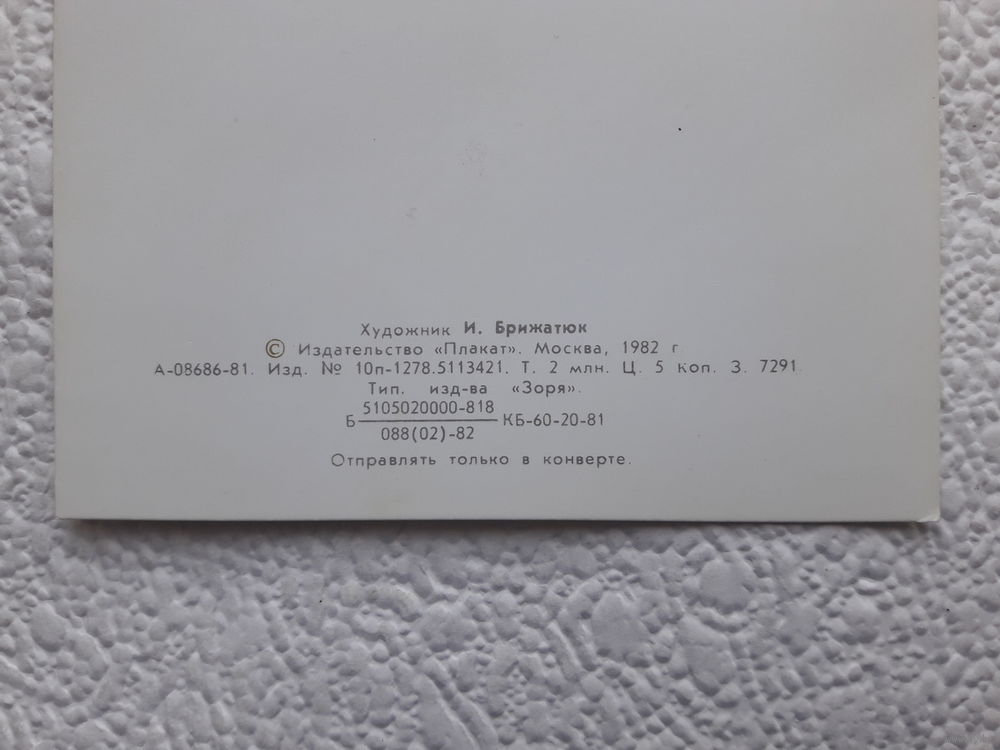 Художник И. Брижатюк
© Издательство «Плакат». Москва, 1982 г.
А-08686-81. Изд. № 10п-1278.5113421. Т. 2 млн. Ц. 5 коп. З. 7291.
Тип. изд-ва «Зоря».
Б 5105020000-818 КБ-60-20-81
088(02)-82
Отправлять только в конверте.